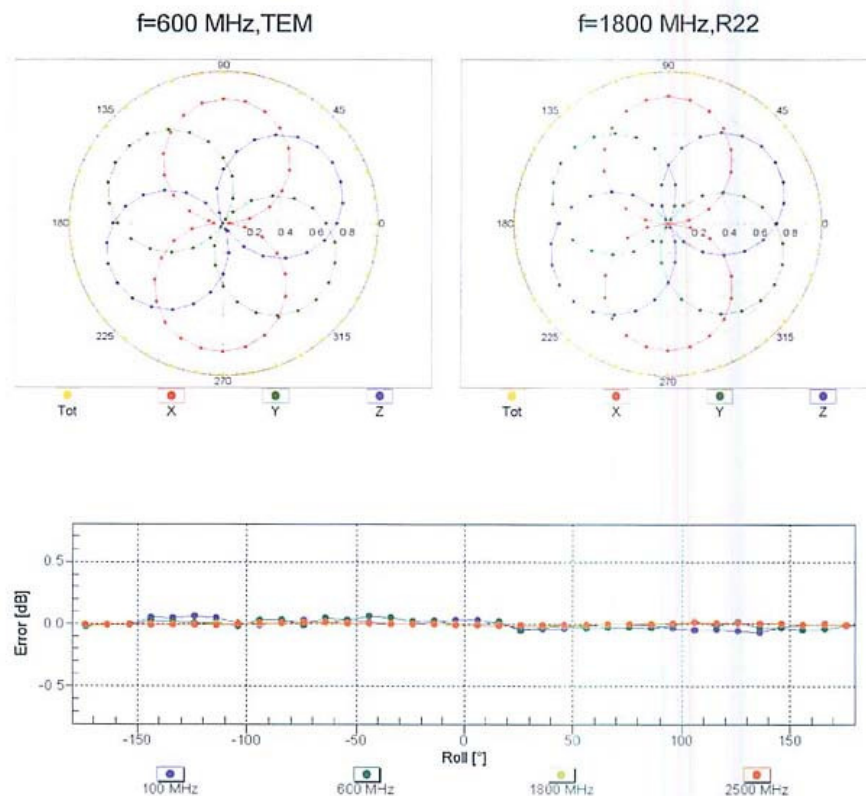 f=600 MHz,TEM
90
135
45
180
0.2
0.4
0.6
0.8
0
225
315
270
Tot
X
Y
Z
f=1800 MHz,R22
90
135
45
180
0.2
0.4
0.6
0.8
0
225
315
270
Tot
X
Y
Z
Error [dB]
0.5
0.0
-0.5
-150
-100
-50
0
50
100
150
Roll [°]
100 MHz
600 MHz
1800 MHz
2500 MHz